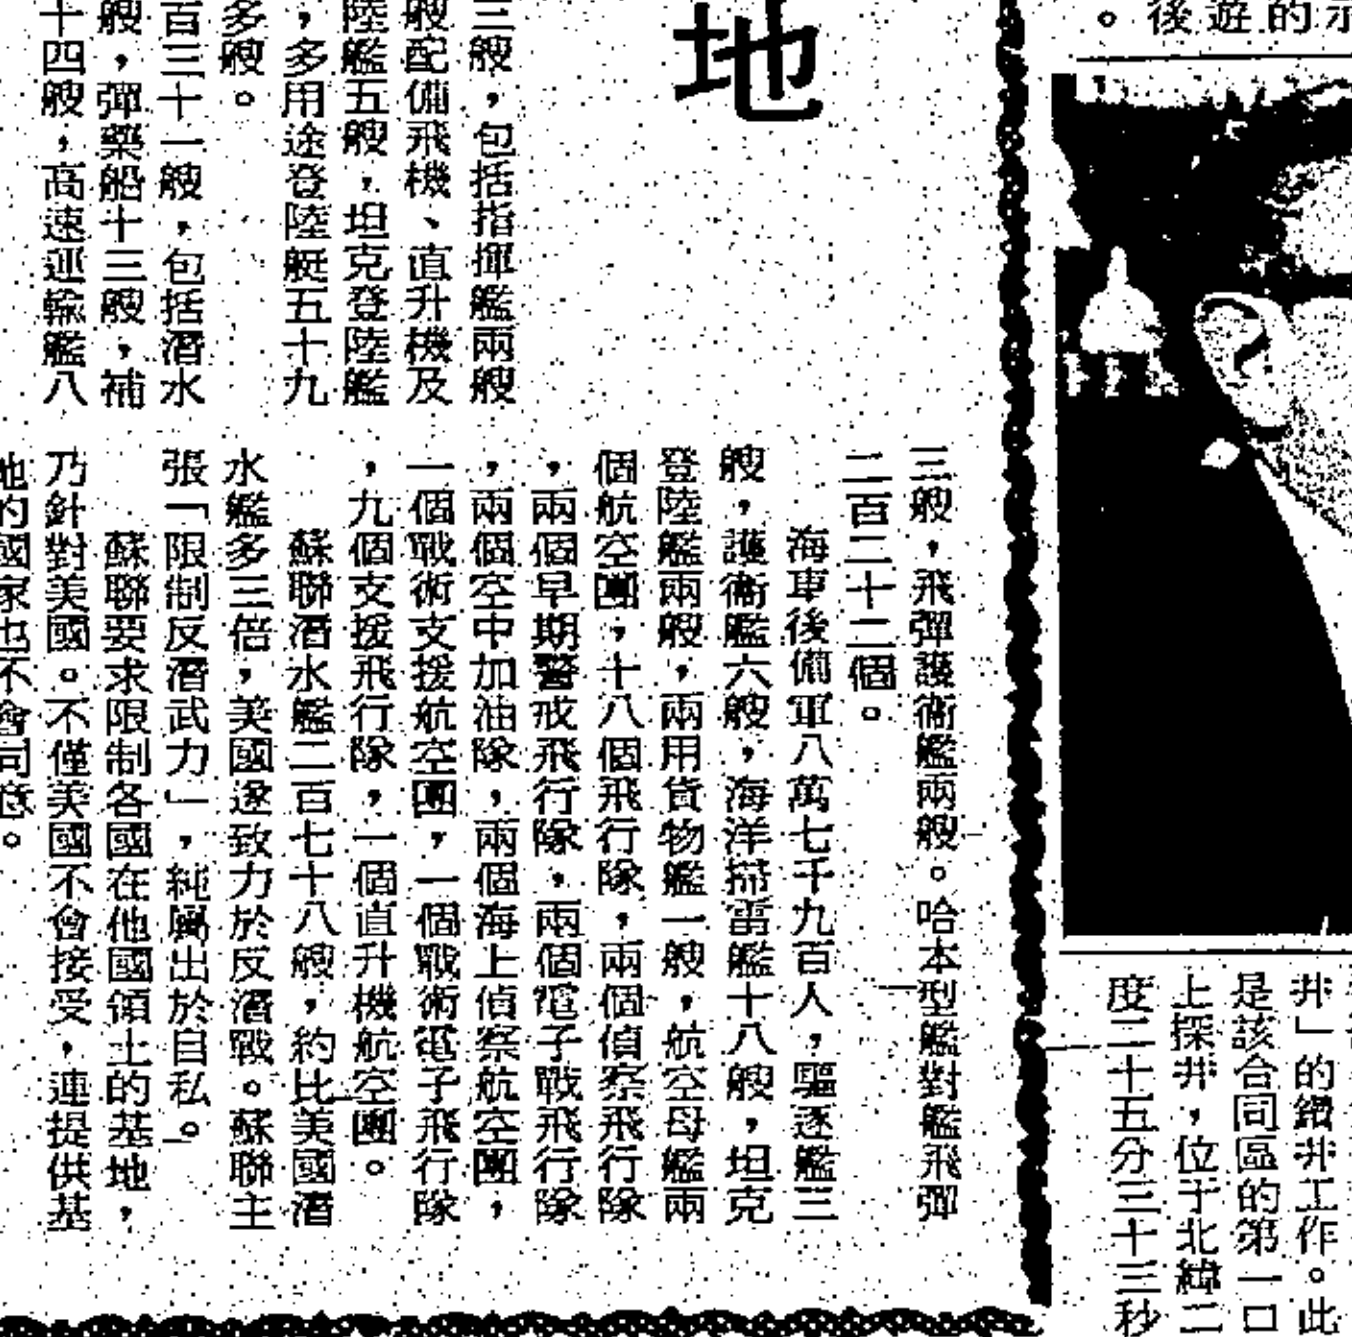 示的遊後。
井」的鑽井工作。此
是該合同區的第一口
上探井，位于北緯二
度二十五分三十三秒
地
三艘，包括指揮艦兩艘
艘配備飛機、直升機及
陸艦五艘，坦克登陸艦
，多用途登陸艇五十九
多艘。
百三十一艘，包括潛水
艘，彈藥船十三艘，補
十四艘，高速運輸艦八
三艘，飛彈護衞艦兩艘。哈本型艦對艦飛彈
二百二十二個。
海軍後備軍八萬七千九百人，驅逐艦三
艘，護衞艦六艘，海洋掃雷艦十八艘，坦克
登陸艦兩艘，兩用貨物艦一艘，航空母艦兩
個航空團，十八個飛行隊，兩個偵察飛行隊
，兩個早期警戒飛行隊，兩個電子戰飛行隊
，兩個空中加油隊，兩個海上偵察航空團，
一個戰術支援航空團，一個戰術電子飛行隊
，九個支援飛行隊，一個直升機航空團。
蘇聯潛水艦二百七十八艘，約比美國潛
水艦多三倍，美國遂致力於反潛戰。蘇聯主
張「限制反潛武力」，純屬出於自私。
蘇聯要求限制各國在他國領土的基地，
乃針對美國。不僅美國不會接受，連提供基
地的國家也不會同意。